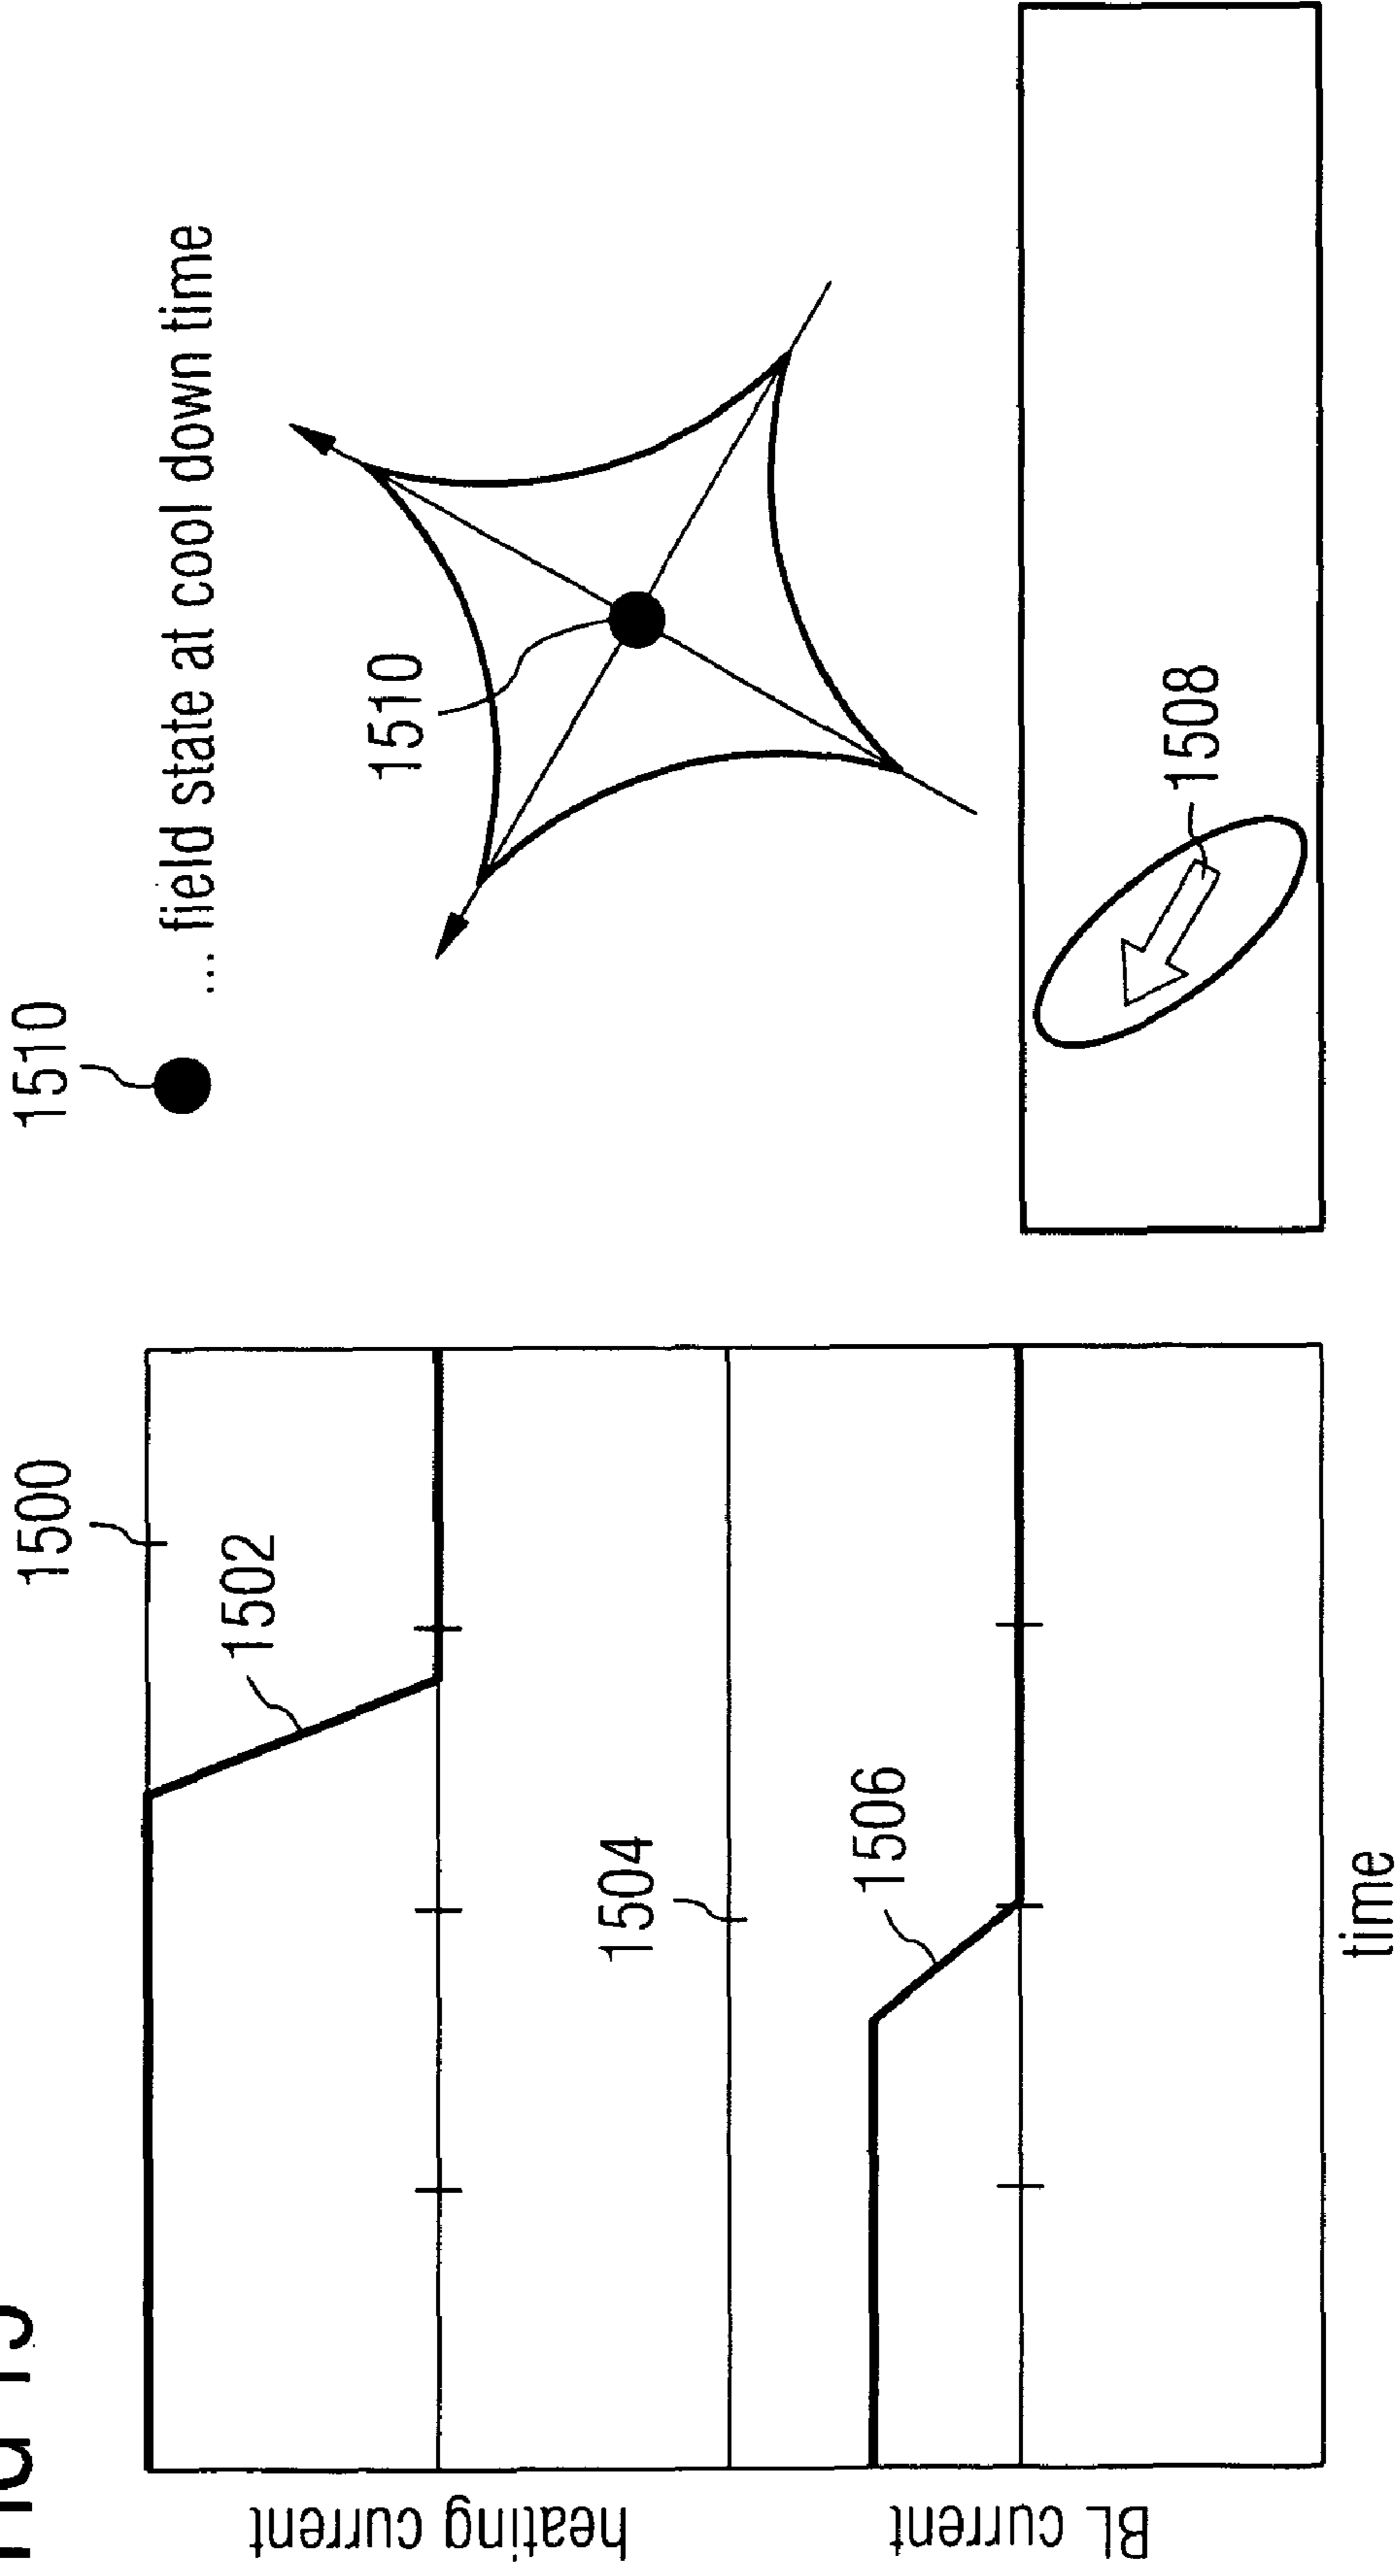 1500
1502
heating current
1504
1506
BL current
time
1510
... field state at cool down time
1510
1508